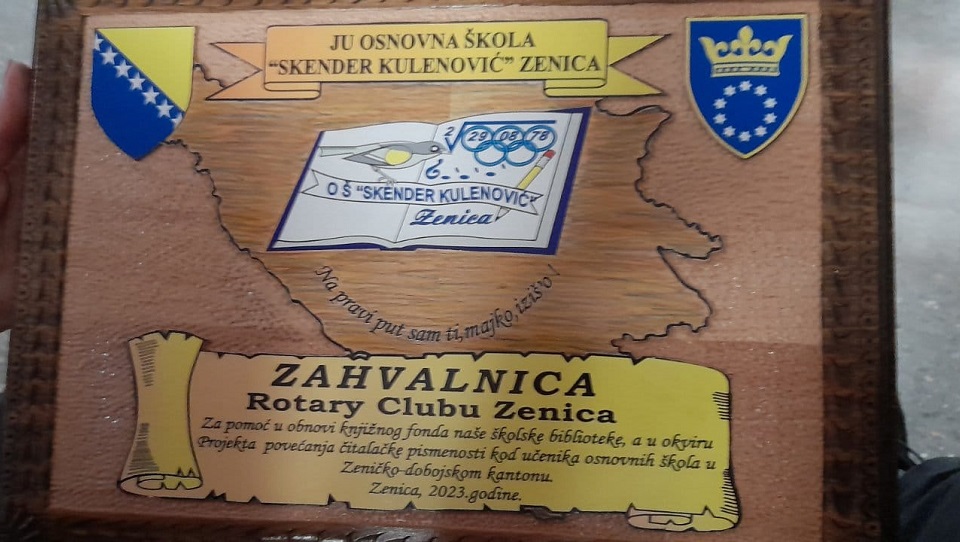 JU OSNOVNA ŠKOLA
“SKENDER KULENOVIĆ” ZENICA
2 29 08 78
O Š “SKENDER KULENOVIĆ”
Zenica
Na pravi put sam ti, majko, iziš'o !
ZAHVALNICA
Rotary Clubu Zenica
Za pomoć u obnovi knjižnog fonda naše školske biblioteke, a u okviru
Projekta povećanja čitalačke pismenosti kod učenika osnovnih škola u
Zeničko-dobojskom kantonu.
Zenica, 2023.godine.